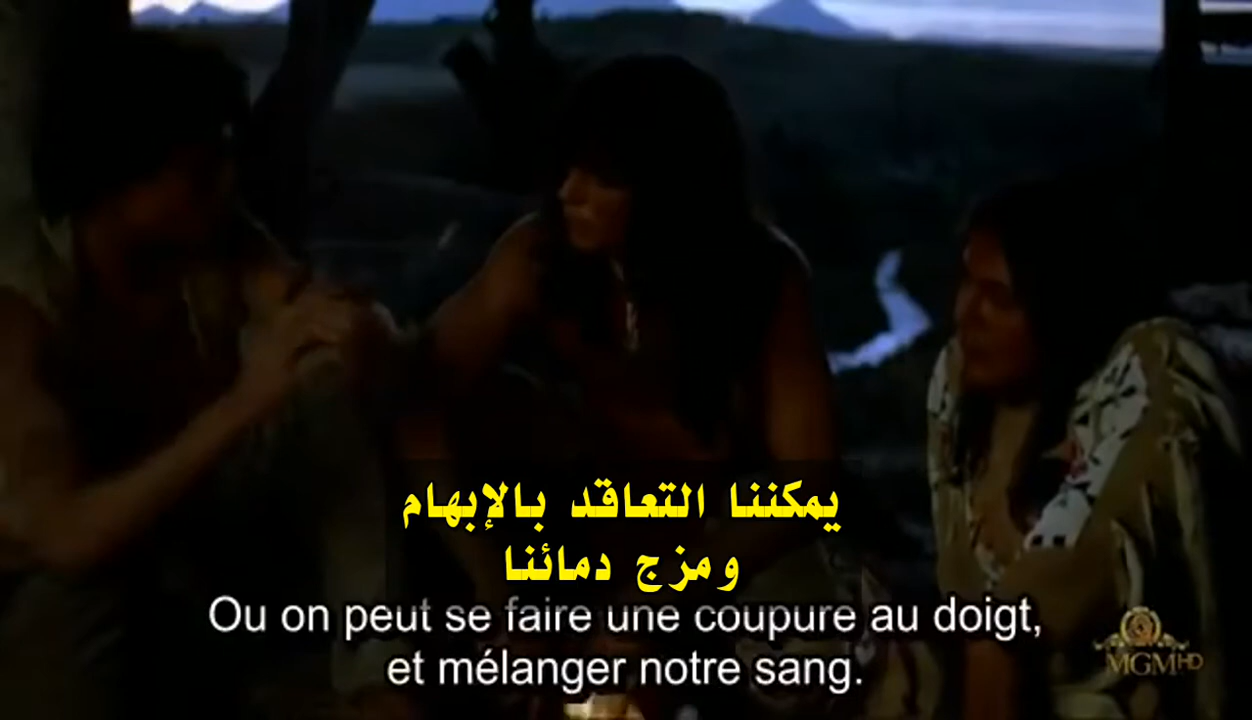 يمكننا التعاقد بالإبهام
ومزج دمائنا
Ou on peut se faire une coupure au doigt,
et mélanger notre sang.
MGM HD